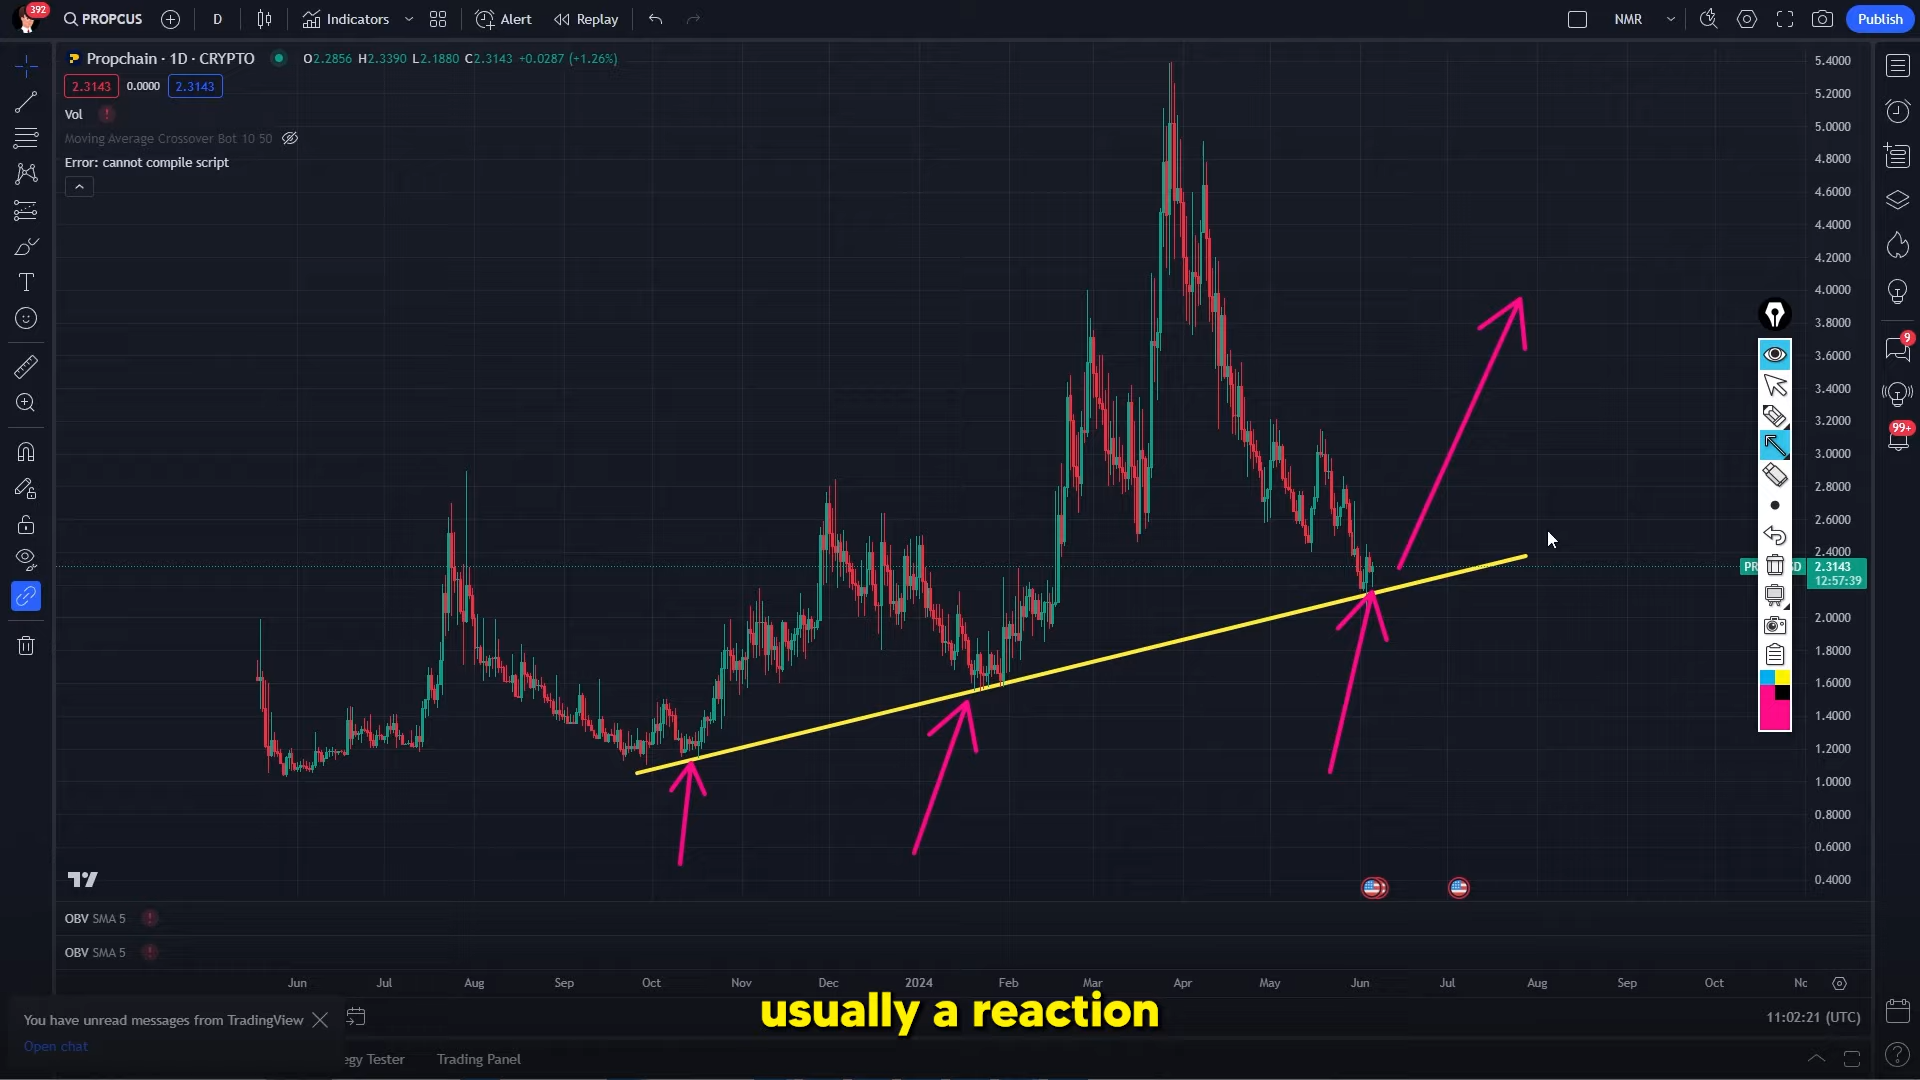 392
PROPCUS
D
Indicators
Alert
Replay
NMR
Publish
Propchain · 1D · CRYPTO
O2.2856 H2.3390 L2.1880 C2.3143 +0.0287 (+1.26%)
2.3143
0.0000
2.3143
Vol
Moving Average Crossover Bot 10 50
Error: cannot compile script
5.4000
5.2000
5.0000
4.8000
4.6000
4.4000
4.2000
4.0000
3.8000
3.6000
3.4000
3.2000
3.0000
2.8000
2.6000
2.4000
2.3143
12:57:39
2.0000
1.8000
1.6000
1.4000
1.2000
1.0000
0.8000
0.6000
0.4000
9
99+
OBV SMA 5
OBV SMA 5
Jun
Jul
Aug
Sep
Oct
Nov
Dec
2024
Feb
Mar
Apr
May
Jun
Jul
Aug
Sep
Oct
usually a reaction
You have unread messages from TradingView
Open chat
11:02:21 (UTC)
egy Tester
Trading Panel